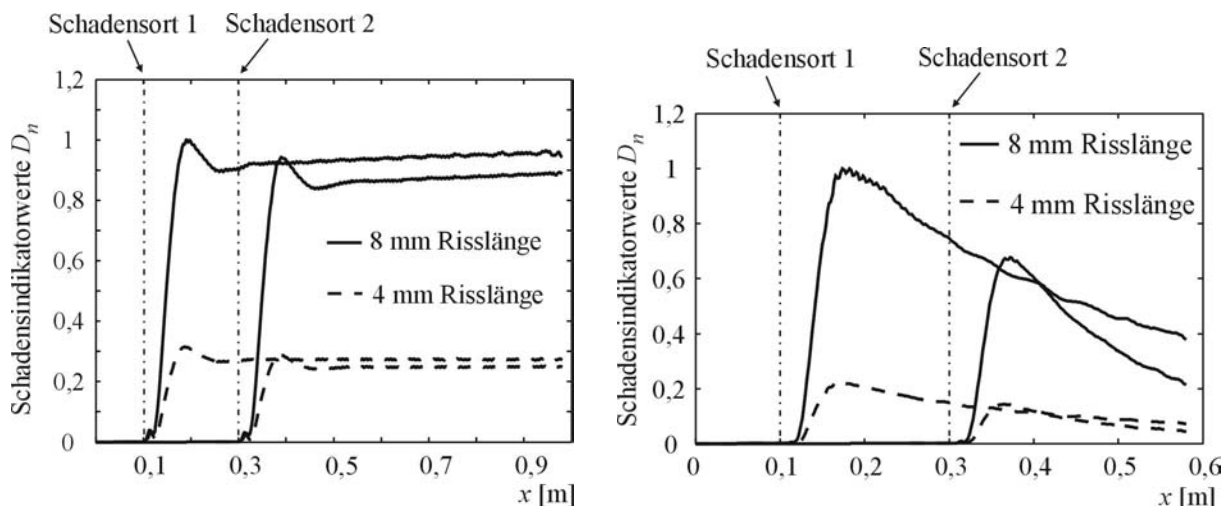 Schadensort 1
Schadensort 2
Schadensindikatorwerte Dn
1,2
1
0,8
0,6
0,4
0,2
0
8 mm Risslänge
4 mm Risslänge
0,1
0,3
0,5
0,7
0,9
x [m]
Schadensort 1
Schadensort 2
Schadensindikatorwerte Dn
1,2
1
0,8
0,6
0,4
0,2
0
8 mm Risslänge
4 mm Risslänge
0
0,1
0,2
0,3
0,4
0,5
0,6
x [m]